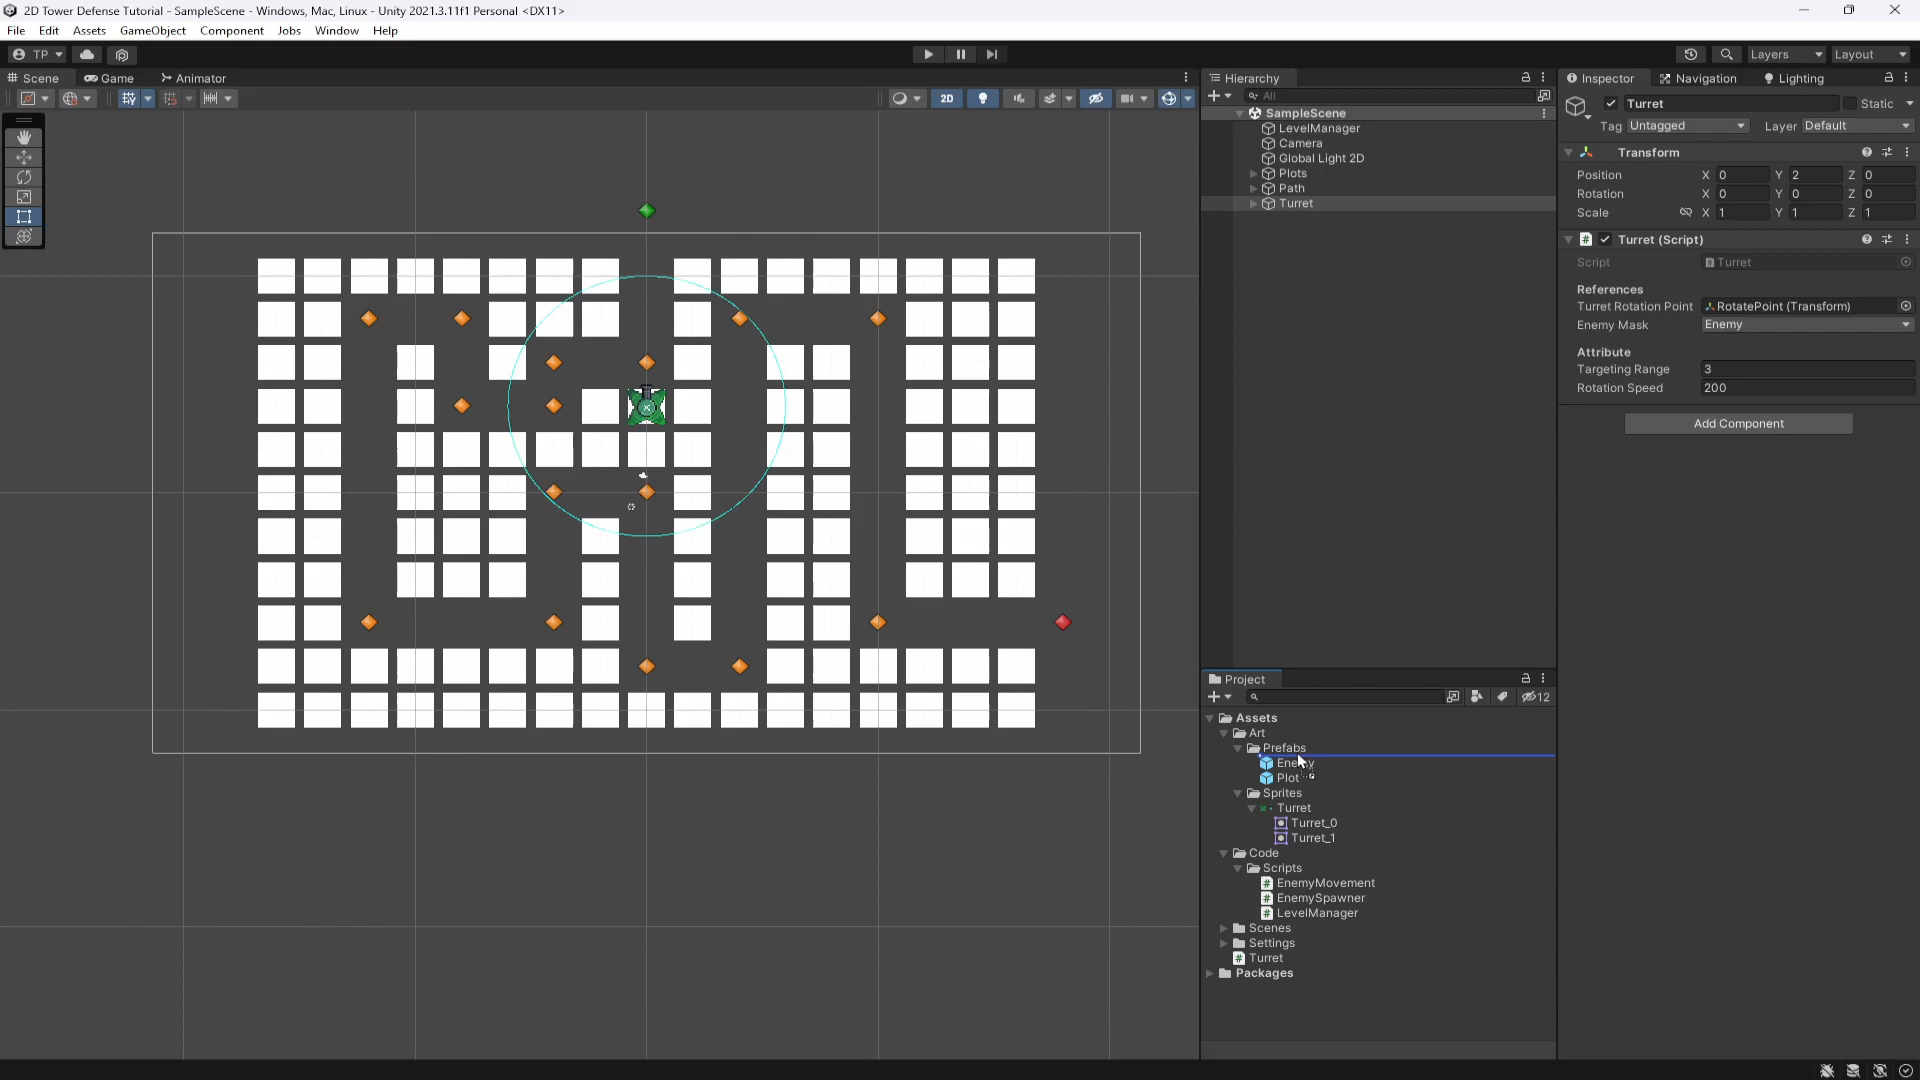 2D Tower Defense Tutorial - SampleScene - Windows, Mac, Linux - Unity 2021.3.11f1 Personal <DX11>
File Edit Assets GameObject Component Jobs Window Help
TP Layers Layout
Scene Game Animator
2D
Hierarchy
All
SampleScene
LevelManager
Camera
Global Light 2D
Plots
Path
Turret
Project
12
Assets
Art
Prefabs
Enemy
Plot
Sprites
Turret
Turret_0
Turret_1
Code
Scripts
EnemyMovement
EnemySpawner
LevelManager
Scenes
Settings
Turret
Packages
Inspector Navigation Lighting
Turret Static
Tag Untagged Layer Default
Transform
Position X 0 Y 2 Z 0
Rotation X 0 Y 0 Z 0
Scale X 1 Y 1 Z 1
Turret (Script)
Script Turret
References
Turret Rotation Point RotatePoint (Transform)
Enemy Mask Enemy
Attribute
Targeting Range 3
Rotation Speed 200
Add Component